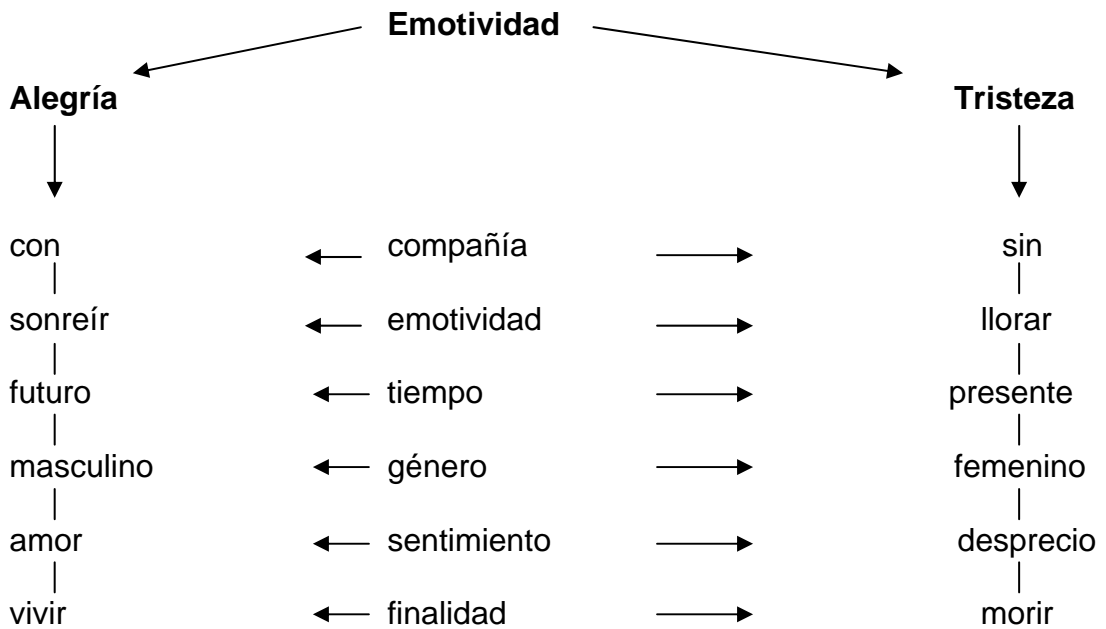 Emotividad
Alegría Tristeza
con compañía sin
sonreír emotividad llorar
futuro tiempo presente
masculino género femenino
amor sentimiento desprecio
vivir finalidad morir